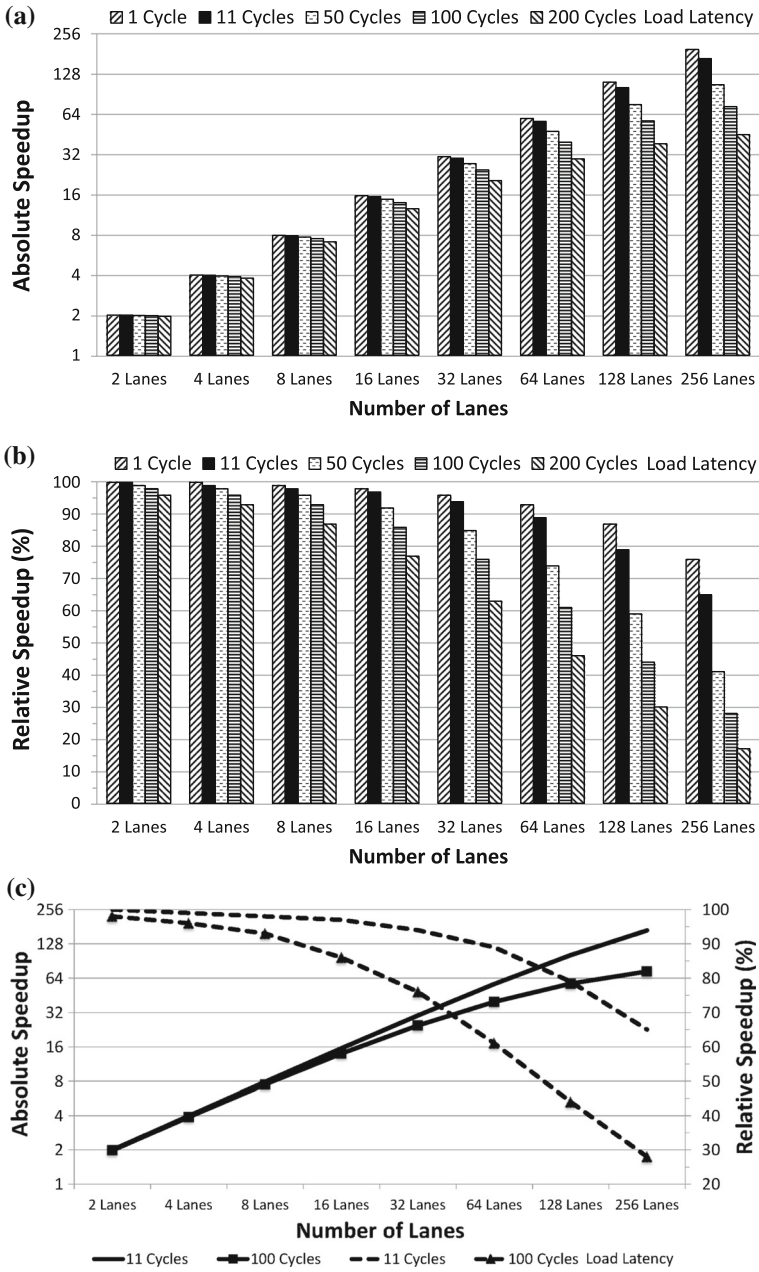 (a)
1 Cycle 11 Cycles 50 Cycles 100 Cycles 200 Cycles Load Latency
256
128
64
32
16
8
4
2
1
Absolute Speedup
2 Lanes 4 Lanes 8 Lanes 16 Lanes 32 Lanes 64 Lanes 128 Lanes 256 Lanes
Number of Lanes
(b)
1 Cycle 11 Cycles 50 Cycles 100 Cycles 200 Cycles Load Latency
100
90
80
70
60
50
40
30
20
10
0
Relative Speedup (%)
2 Lanes 4 Lanes 8 Lanes 16 Lanes 32 Lanes 64 Lanes 128 Lanes 256 Lanes
Number of Lanes
(c)
256
128
64
32
16
8
4
2
1
Absolute Speedup
100
90
80
70
60
50
40
30
20
Relative Speedup (%)
2 Lanes 4 Lanes 8 Lanes 16 Lanes 32 Lanes 64 Lanes 128 Lanes 256 Lanes
Number of Lanes
11 Cycles 100 Cycles 11 Cycles 100 Cycles Load Latency